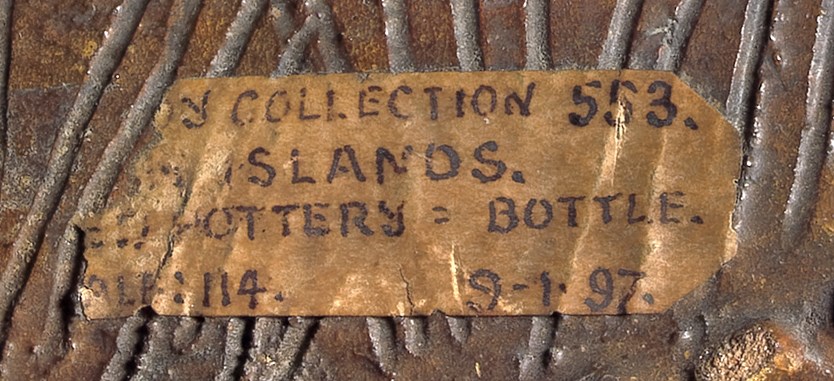 COLLECTION 553.
ISLANDS.
POTTERY = BOTTLE.
114. 9-1-97.